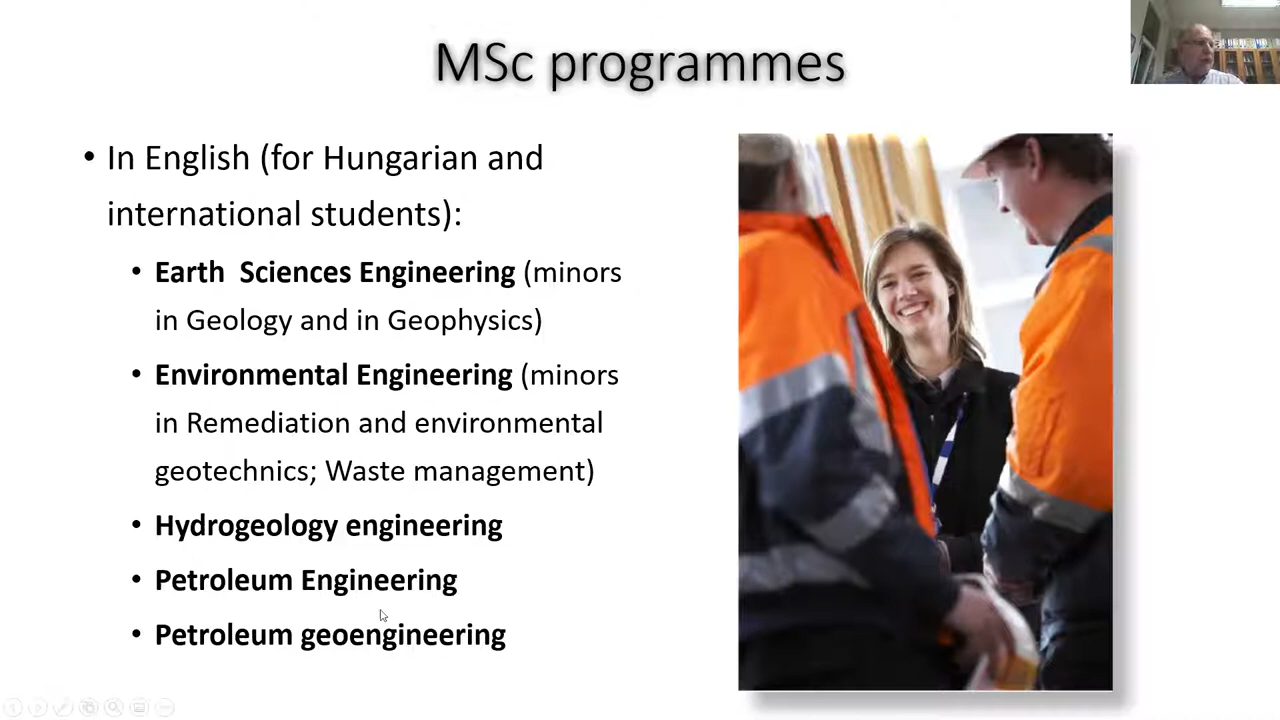 MSc programmes
• In English (for Hungarian and
international students):
• Earth  Sciences Engineering (minors
in Geology and in Geophysics)
• Environmental Engineering (minors
in Remediation and environmental
geotechnics; Waste management)
• Hydrogeology engineering
• Petroleum Engineering
• Petroleum geoengineering